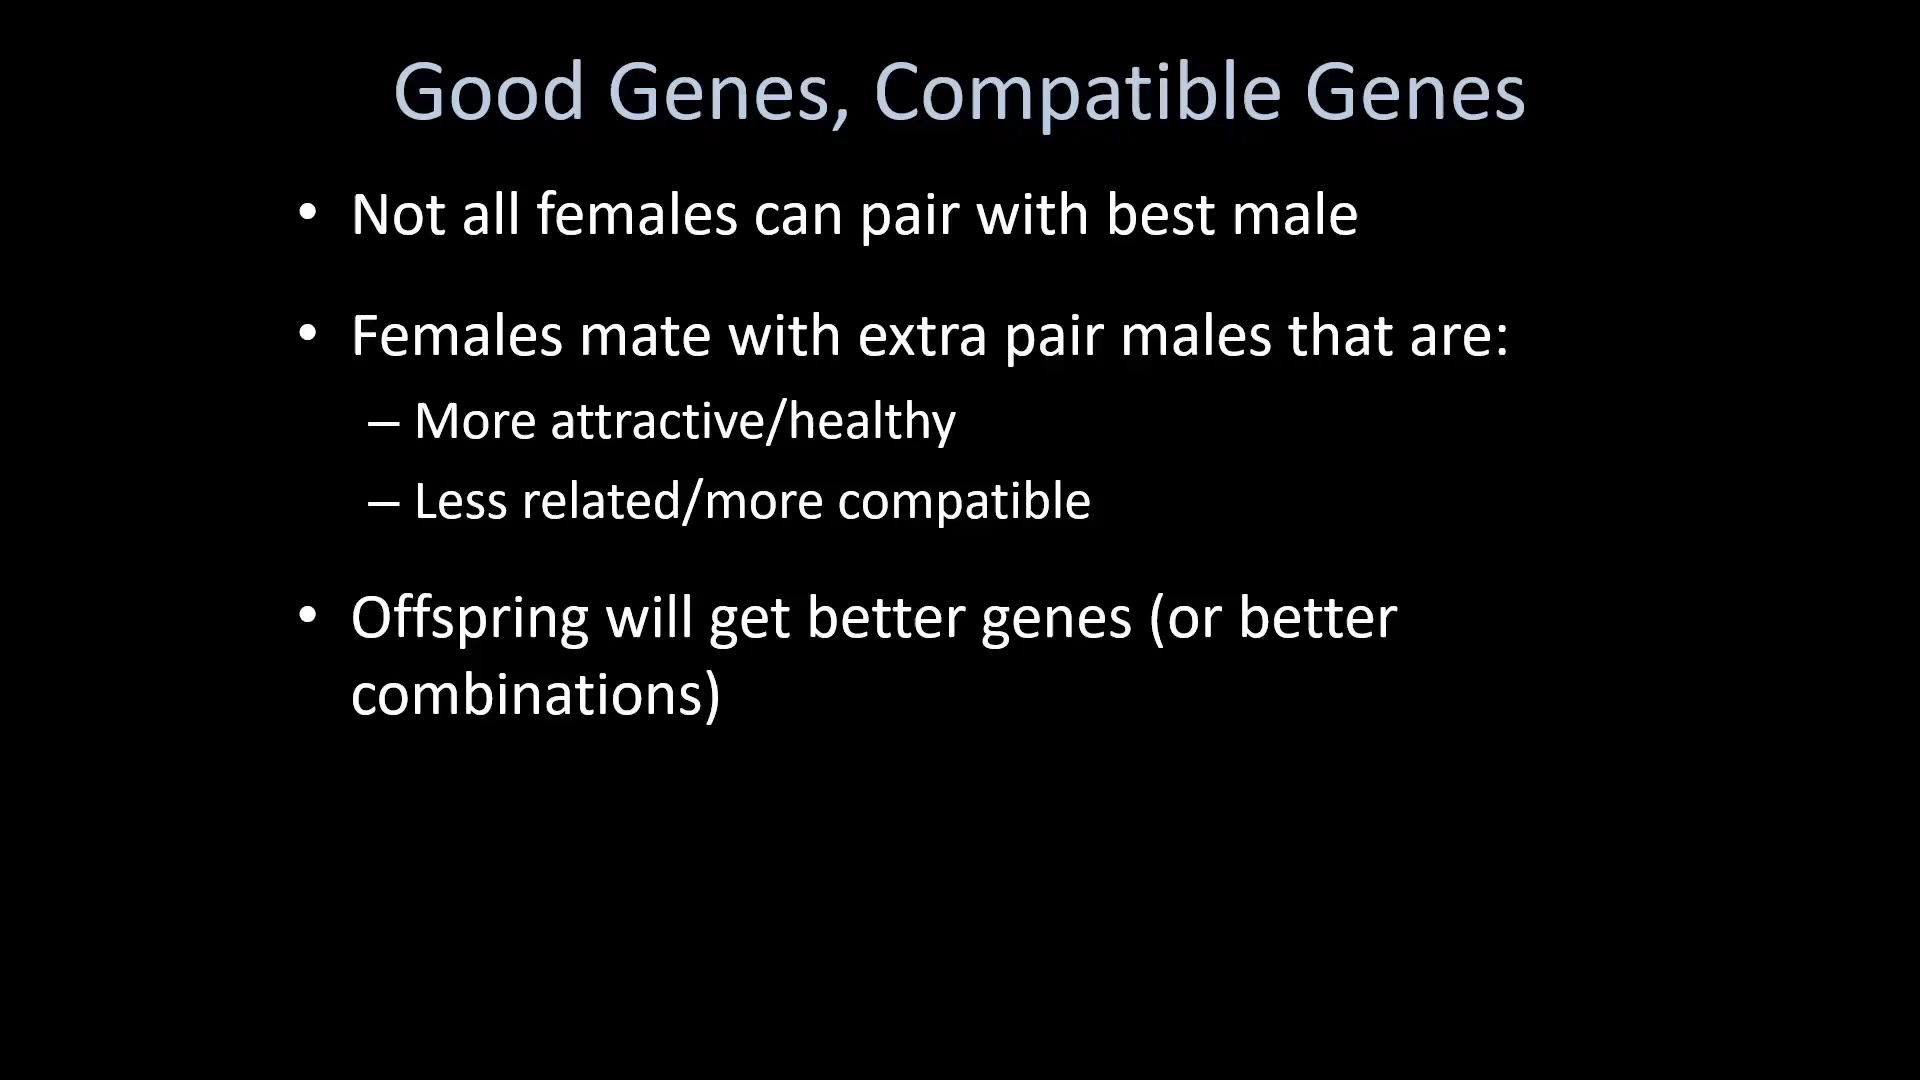 Good Genes, Compatible Genes
• Not all females can pair with best male
• Females mate with extra pair males that are:
– More attractive/healthy
– Less related/more compatible
• Offspring will get better genes (or better
combinations)